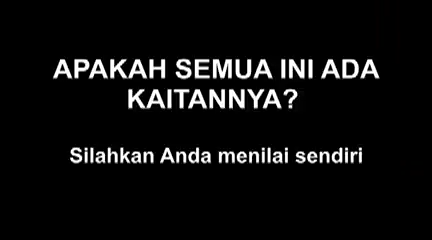 APAKAH SEMUA INI ADA
KAITANNYA?
Silahkan Anda menilai sendiri